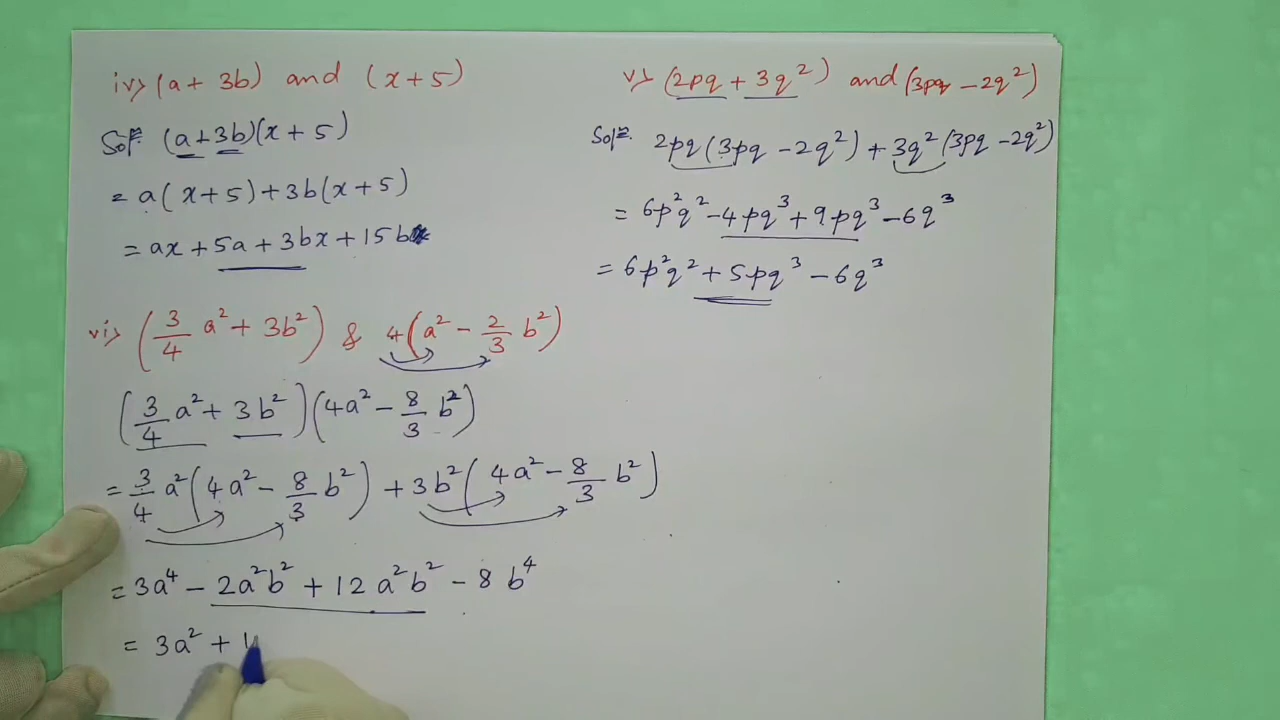 iv) (a + 3b) and (x + 5)
Solⁿ: (a+3b)(x + 5)
= a(x+5)+3b(x+5)
= ax + 5a + 3bx + 15b
v) (2pq + 3q²) and (3pq - 2q²)
Solⁿ: 2pq(3pq - 2q²) + 3q²(3pq - 2q²)
= 6p²q² - 4pq³ + 9pq³ - 6q³
= 6p²q² + 5pq³ - 6q³
vi) (3/4 a² + 3b²) & 4(a² - 2/3 b²)
(3/4 a² + 3b²)(4a² - 8/3 b²)
= 3/4 a²(4a² - 8/3 b²) + 3b²(4a² - 8/3 b²)
= 3a⁴ - 2a²b² + 12a²b² - 8b⁴
= 3a² + 1